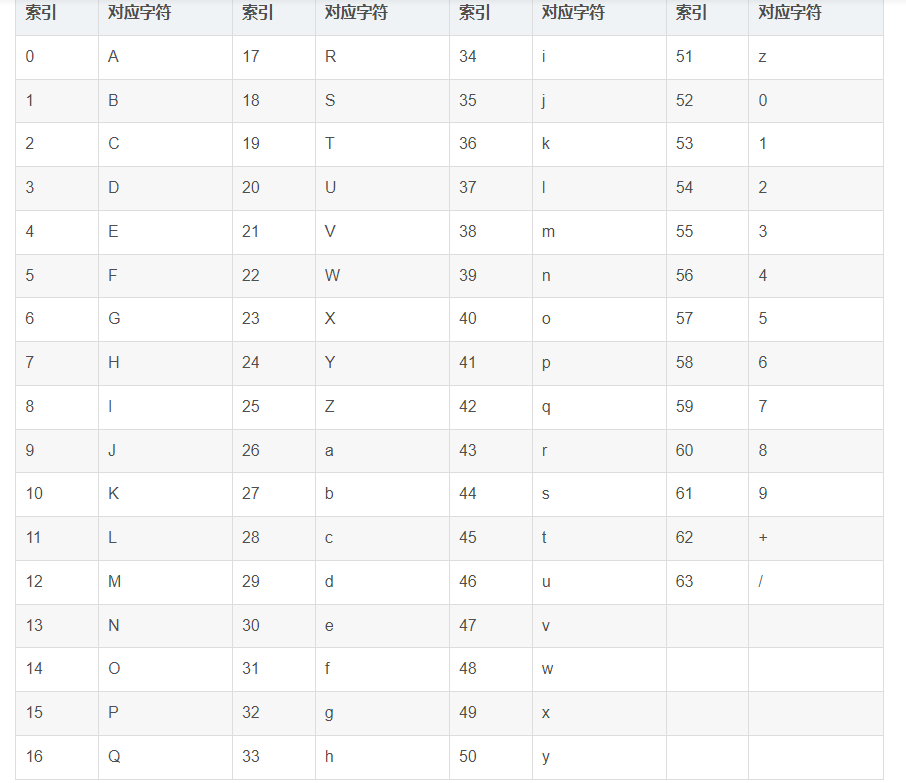 索引 对应字符 索引 对应字符 索引 对应字符 索引 对应字符
0 A 17 R 34 i 51 z
1 B 18 S 35 j 52 0
2 C 19 T 36 k 53 1
3 D 20 U 37 l 54 2
4 E 21 V 38 m 55 3
5 F 22 W 39 n 56 4
6 G 23 X 40 o 57 5
7 H 24 Y 41 p 58 6
8 I 25 Z 42 q 59 7
9 J 26 a 43 r 60 8
10 K 27 b 44 s 61 9
11 L 28 c 45 t 62 +
12 M 29 d 46 u 63 /
13 N 30 e 47 v
14 O 31 f 48 w
15 P 32 g 49 x
16 Q 33 h 50 y